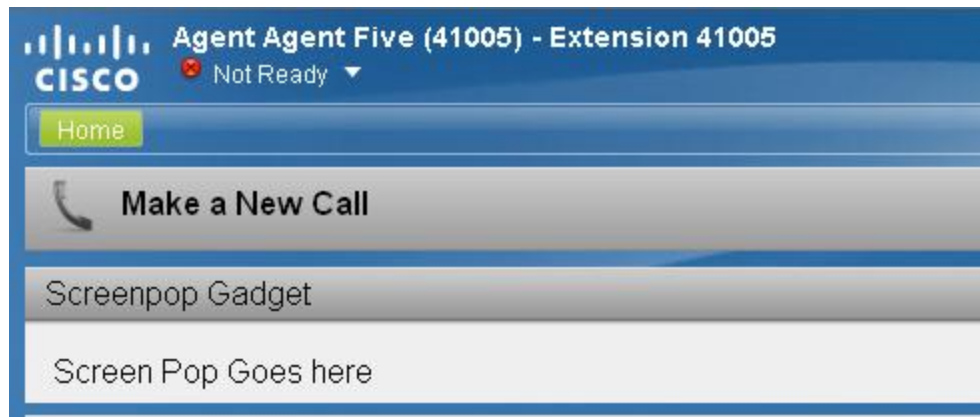 Agent Agent Five (41005) - Extension 41005
CISCO
Not Ready
Home
Make a New Call
Screenpop Gadget
Screen Pop Goes here